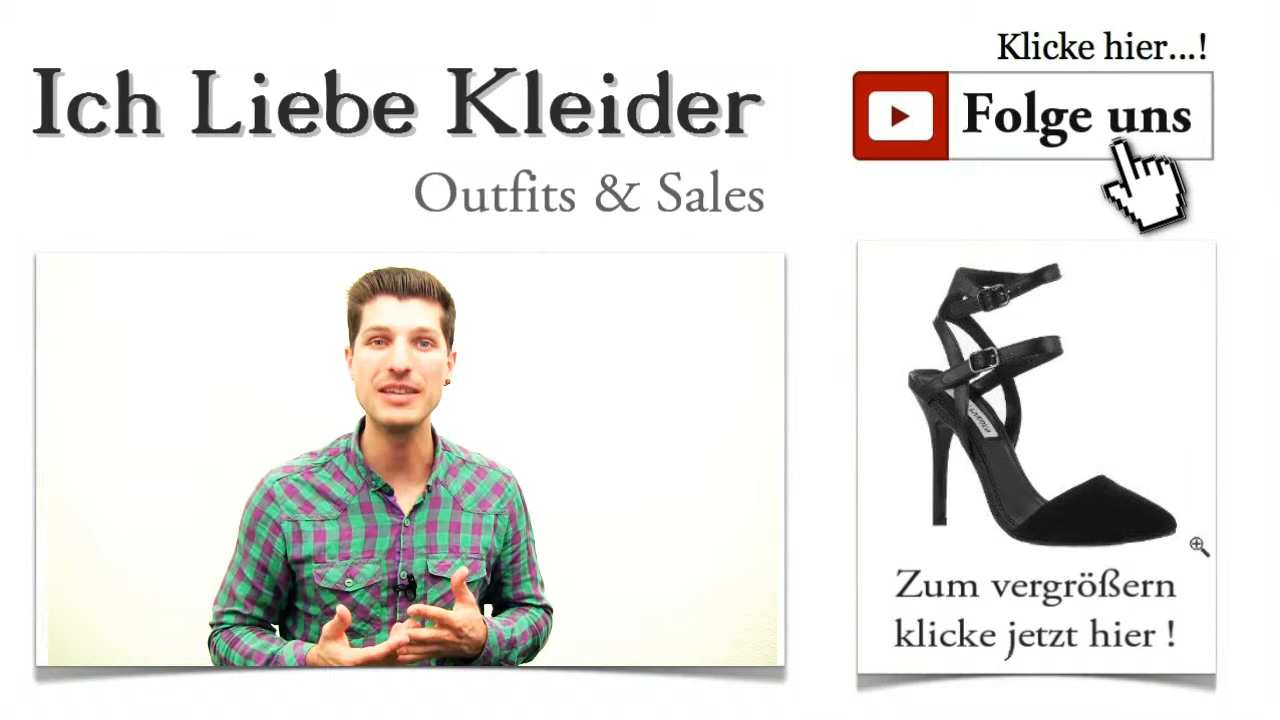 Ich Liebe Kleider
Outfits & Sales
Klicke hier...!
Folge uns
Zum vergrößern
klicke jetzt hier !